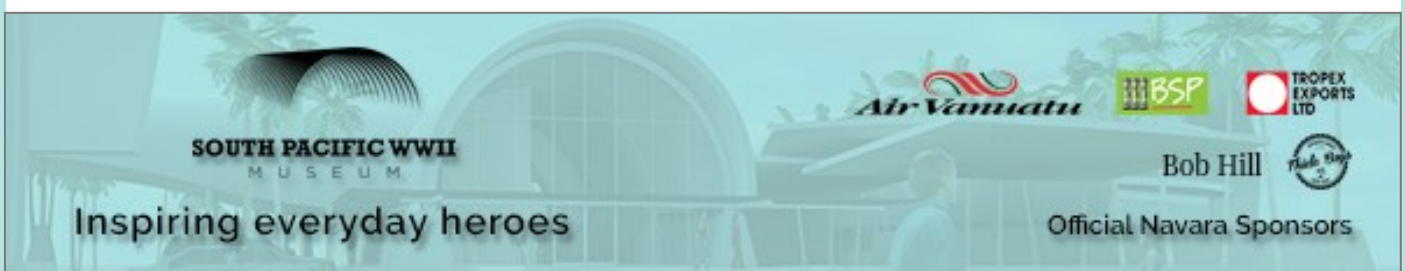 SOUTH PACIFIC WWII
MUSEUM
Inspiring everyday heroes
Air Vanuatu
BSP
TROPEX
EXPORTS
LTD
Bob Hill
Official Navara Sponsors